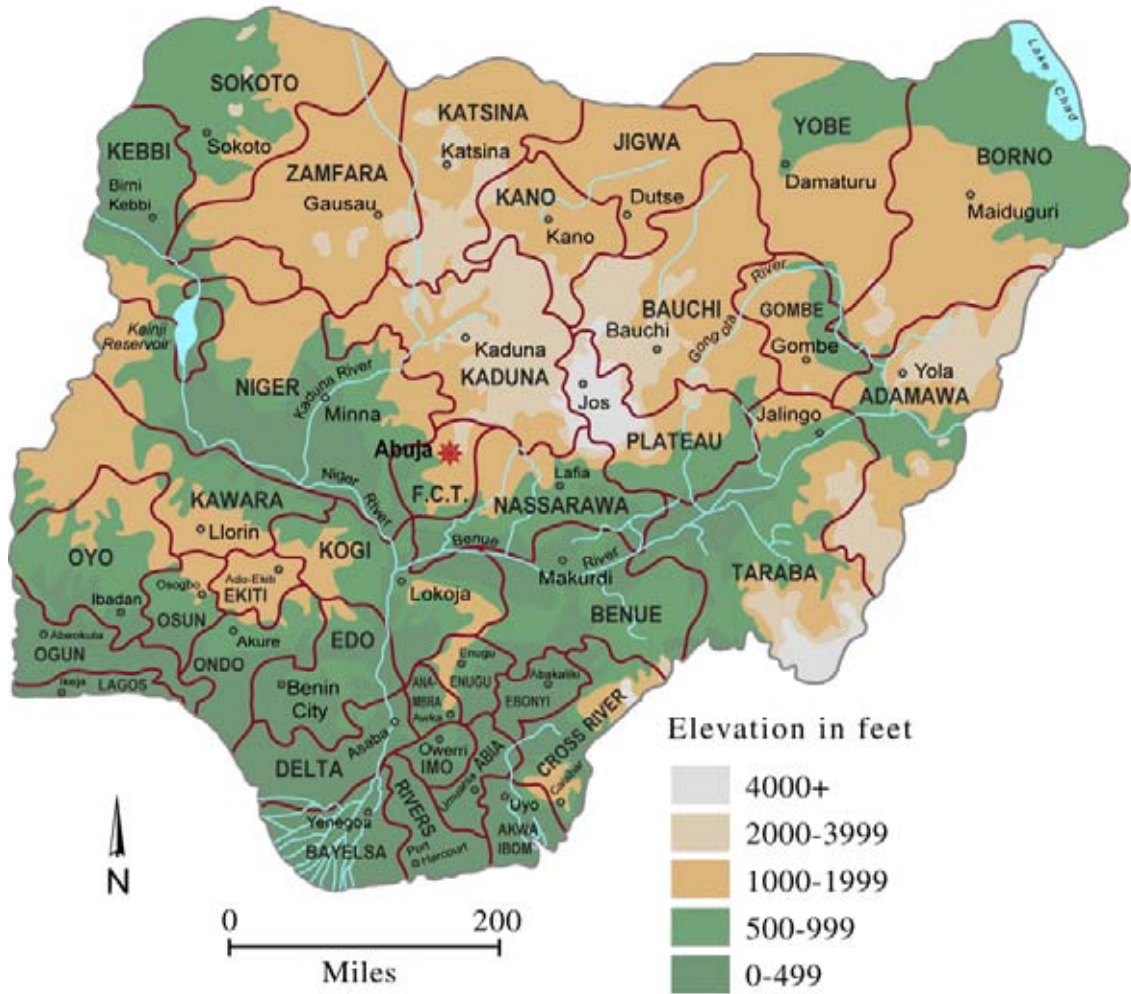 Lake Chad
SOKOTO
KATSINA
YOBE
KEBBI
Sokoto
Katsina
JIGWA
BORNO
Birni
Kebbi
ZAMFARA
Gausau
KANO
Dutse
Damaturu
Maiduguri
Kano
Kainji
Reservoir
BAUCHI
Bauchi
Gongola River
GOMBE
Gombe
Kaduna
KADUNA
NIGER
Kaduna River
Minna
Jos
Yola
ADAMAWA
Jalingo
PLATEAU
Abuja
F.C.T.
Lafia
NASSARAWA
Niger River
KAWARA
Llorin
KOGI
Benue River
OYO
Ado-Ekiti
EKITI
Osogbo
Ibadan
OSUN
Lokoja
Makurdi
TARABA
BENUE
Abeokuta
OGUN
Akure
ONDO
EDO
Ikeja
LAGOS
Benin
City
Enugu
ENUGU
ANA-
MBRA
Awka
Abakaliki
EBONYI
CROSS RIVER
Asaba
DELTA
Owerri
IMO
ABIA
Umuahia
Calabar
Uyo
AKWA
IBOM
RIVERS
Yenegoa
BAYELSA
Port
Harcourt
N
0 200
Miles
Elevation in feet
4000+
2000-3999
1000-1999
500-999
0-499